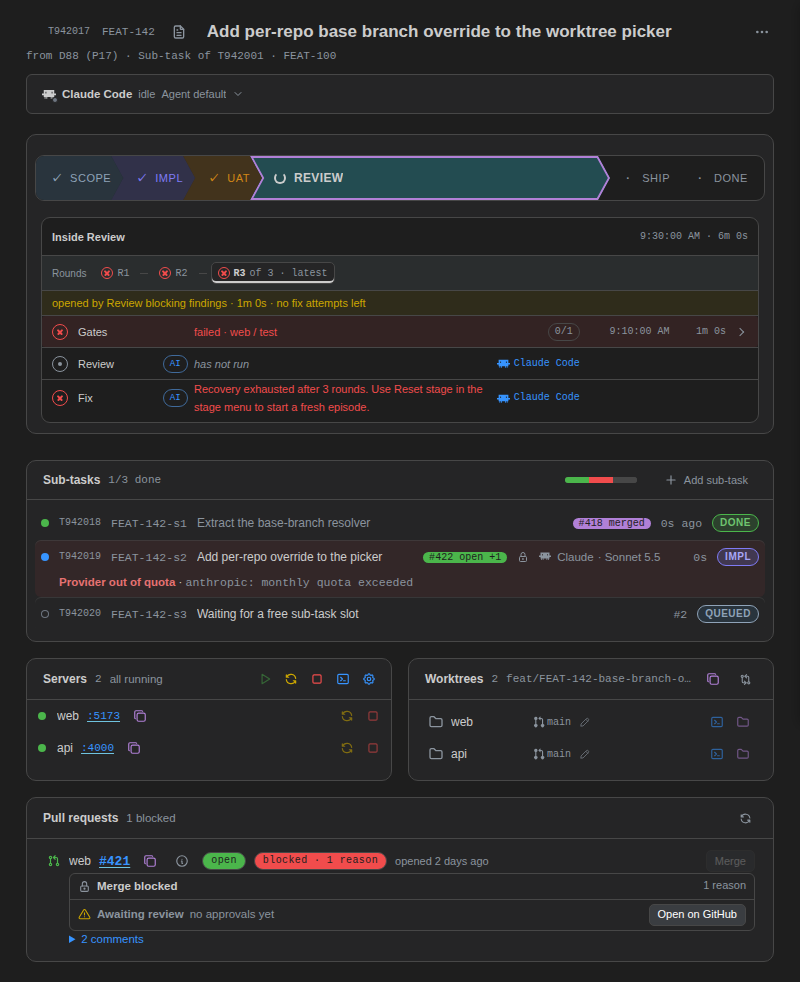 T942017 FEAT-142 Add per-repo base branch override to the worktree picker
from D88 (P17) · Sub-task of T942001 · FEAT-100
Claude Code idle Agent default
SCOPE IMPL UAT REVIEW SHIP DONE
Inside Review 9:30:00 AM · 6m 0s
Rounds R1 — R2 — R3 of 3 · latest
opened by Review blocking findings · 1m 0s · no fix attempts left
Gates failed · web / test 0/1 9:10:00 AM 1m 0s
Review AI has not run Claude Code
Fix AI Recovery exhausted after 3 rounds. Use Reset stage in the stage menu to start a fresh episode. Claude Code
Sub-tasks 1/3 done Add sub-task
T942018 FEAT-142-s1 Extract the base-branch resolver #418 merged 0s ago DONE
T942019 FEAT-142-s2 Add per-repo override to the picker #422 open +1 Claude · Sonnet 5.5 0s IMPL
Provider out of quota · anthropic: monthly quota exceeded
T942020 FEAT-142-s3 Waiting for a free sub-task slot #2 QUEUED
Servers 2 all running
web :5173
api :4000
Worktrees 2 feat/FEAT-142-base-branch-o…
web main
api main
Pull requests 1 blocked
web #421 open blocked · 1 reason opened 2 days ago Merge
Merge blocked 1 reason
Awaiting review no approvals yet Open on GitHub
2 comments